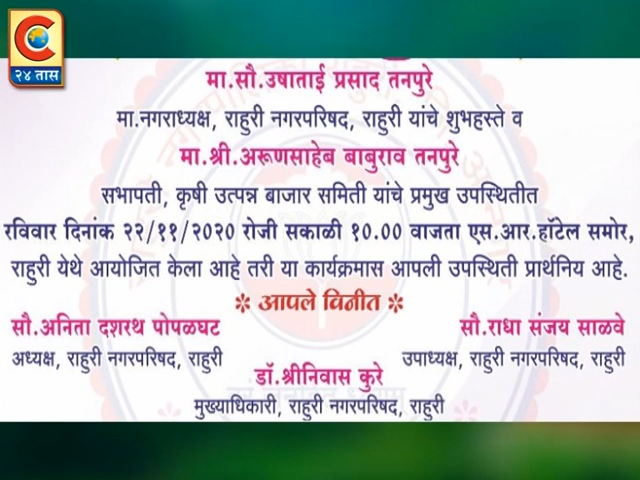 C
२४ तास
मा.सौ.उषाताई प्रसाद तनपुरे
मा.नगराध्यक्ष, राहुरी नगरपरिषद, राहुरी यांचे शुभहस्ते व
मा.श्री.अरूणसाहेब बाबुराव तनपुरे
सभापती, कृषी उत्पन्न बाजार समिती यांचे प्रमुख उपस्थितीत
रविवार दिनांक २२/११/२०२० रोजी सकाळी १०.०० वाजता एस.आर.हॉटेल समोर,
राहुरी येथे आयोजित केला आहे तरी या कार्यक्रमास आपली उपस्थिती प्रार्थनिय आहे.
* आपले विनीत *
सौ.अनिता दशरथ पोपळघट
अध्यक्ष, राहुरी नगरपरिषद, राहुरी
सौ.राधा संजय साळवे
उपाध्यक्ष, राहुरी नगरपरिषद, राहुरी
डॉ.श्रीनिवास कुरे
मुख्याधिकारी, राहुरी नगरपरिषद, राहुरी